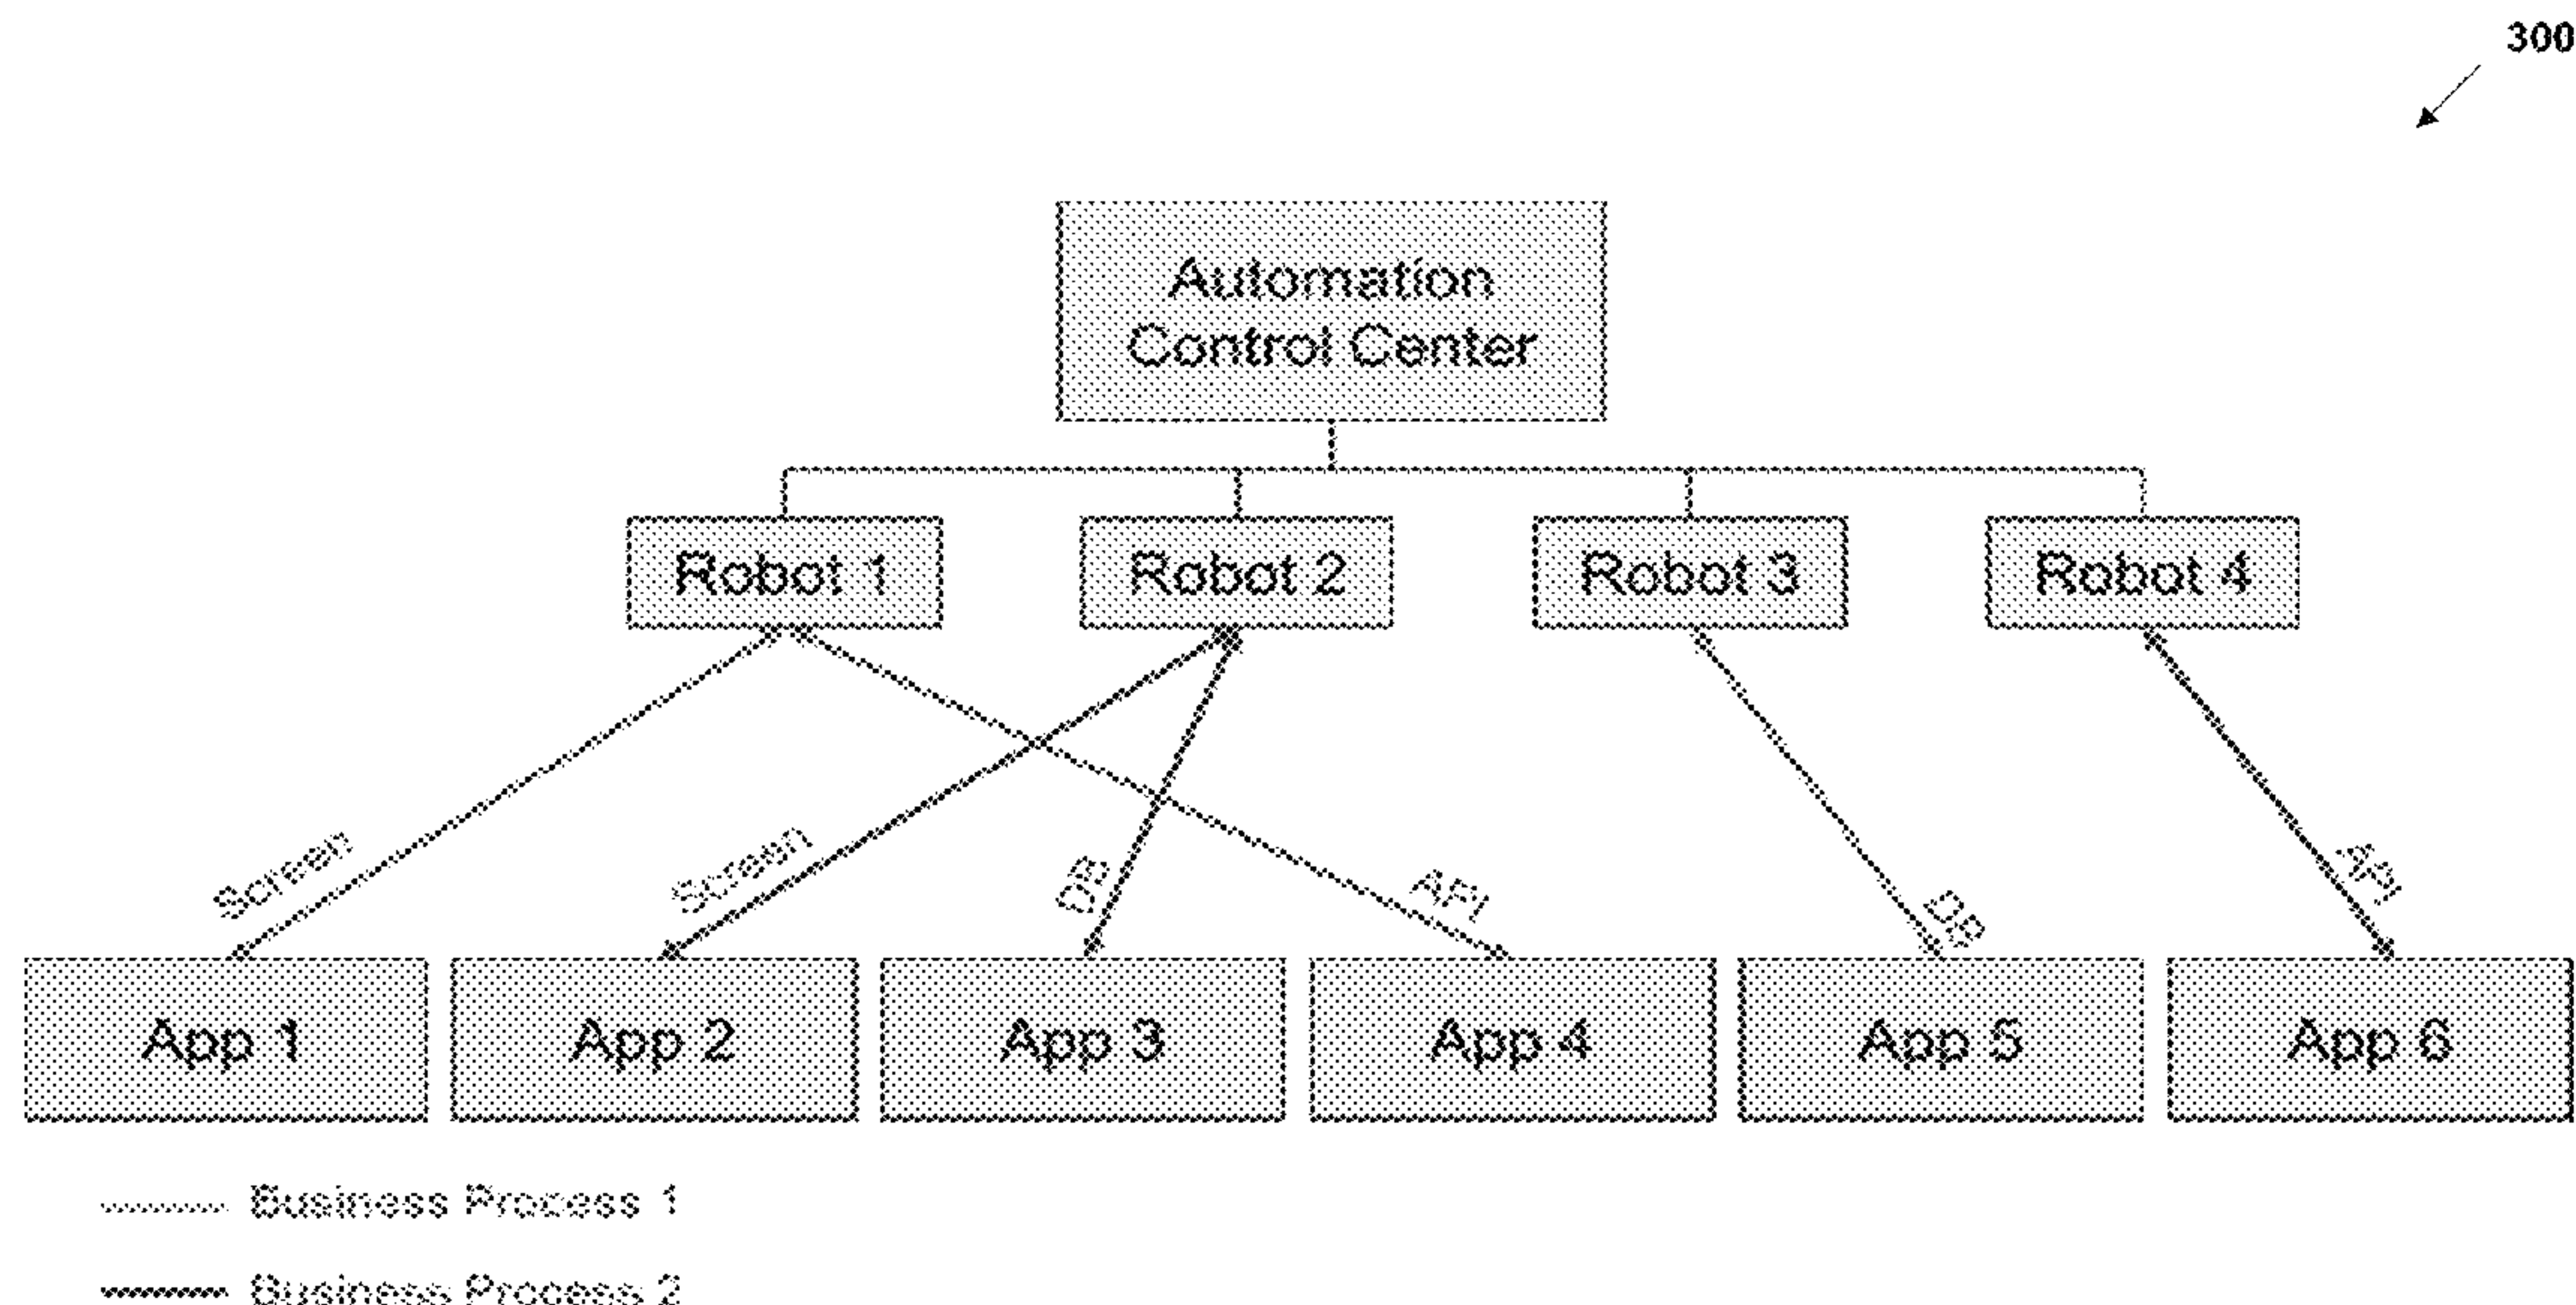 300
Automation
Control Center
Robot 1
Robot 2
Robot 3
Robot 4
Screen
Screen
DB
API
DB
API
App 1
App 2
App 3
App 4
App 5
App 6
Business Process 1
Business Process 2